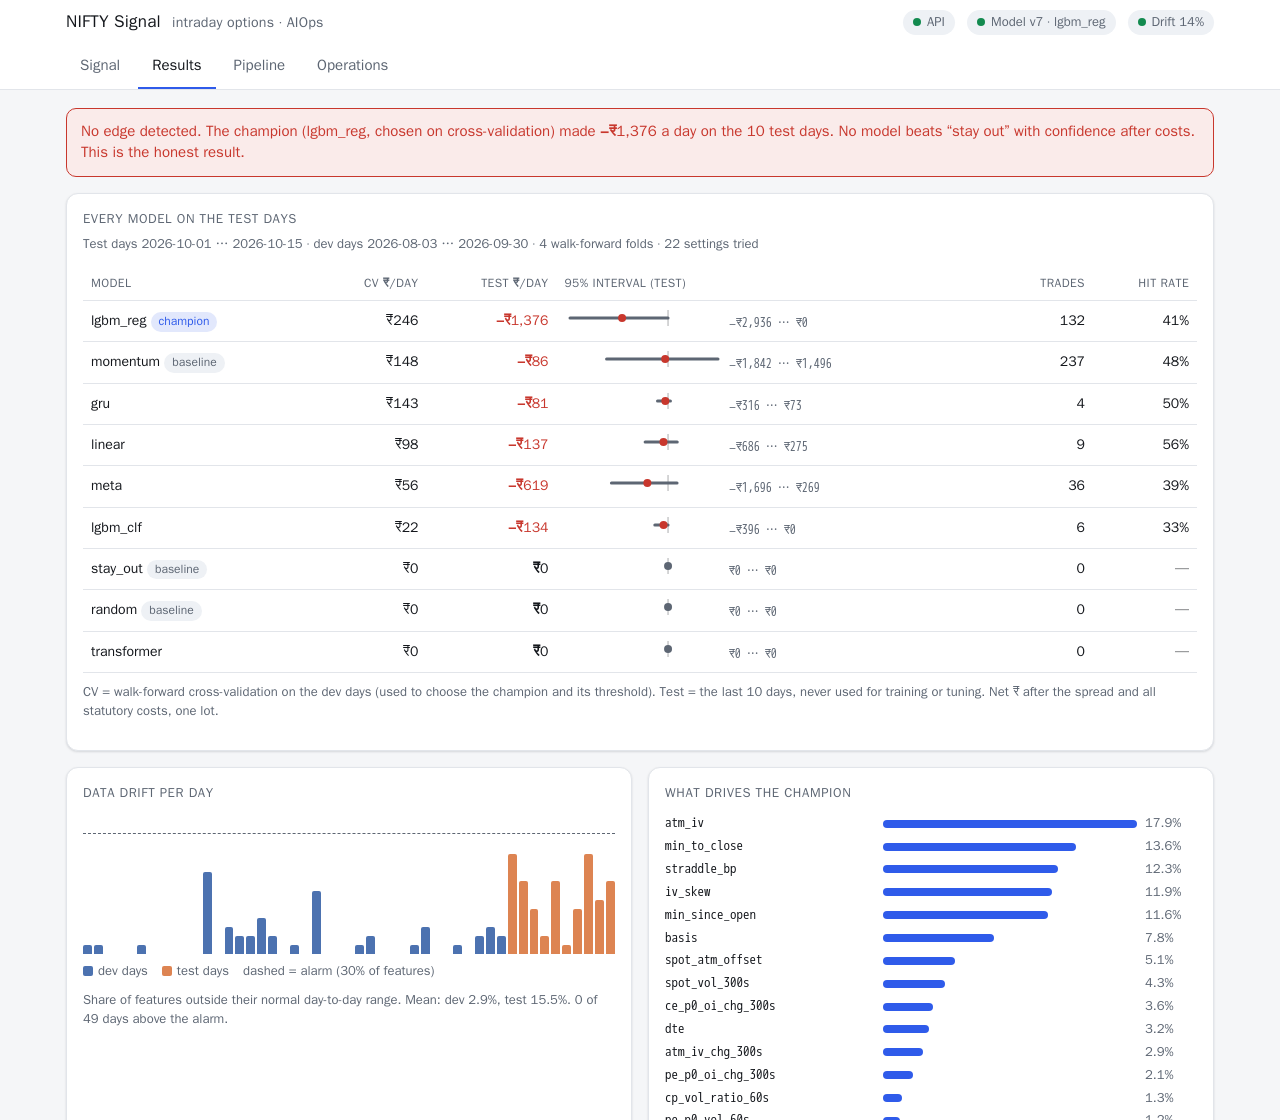 NIFTY Signal intraday options · AIOps
API Model v7 · lgbm_reg Drift 14%
Signal Results Pipeline Operations
No edge detected. The champion (lgbm_reg, chosen on cross-validation) made −₹1,376 a day on the 10 test days. No model beats “stay out” with confidence after costs.
This is the honest result.
EVERY MODEL ON THE TEST DAYS
Test days 2026-10-01 ⋯ 2026-10-15 · dev days 2026-08-03 ⋯ 2026-09-30 · 4 walk-forward folds · 22 settings tried
MODEL CV ₹/DAY TEST ₹/DAY 95% INTERVAL (TEST) TRADES HIT RATE
lgbm_reg champion ₹246 −₹1,376 −₹2,936 ⋯ ₹0 132 41%
momentum baseline ₹148 −₹86 −₹1,842 ⋯ ₹1,496 237 48%
gru ₹143 −₹81 −₹316 ⋯ ₹73 4 50%
linear ₹98 −₹137 −₹686 ⋯ ₹275 9 56%
meta ₹56 −₹619 −₹1,696 ⋯ ₹269 36 39%
lgbm_clf ₹22 −₹134 −₹396 ⋯ ₹0 6 33%
stay_out baseline ₹0 ₹0 ₹0 ⋯ ₹0 0 —
random baseline ₹0 ₹0 ₹0 ⋯ ₹0 0 —
transformer ₹0 ₹0 ₹0 ⋯ ₹0 0 —
CV = walk-forward cross-validation on the dev days (used to choose the champion and its threshold). Test = the last 10 days, never used for training or tuning. Net ₹ after the spread and all
statutory costs, one lot.
DATA DRIFT PER DAY
dev days test days dashed = alarm (30% of features)
Share of features outside their normal day-to-day range. Mean: dev 2.9%, test 15.5%. 0 of
49 days above the alarm.
WHAT DRIVES THE CHAMPION
atm_iv 17.9%
min_to_close 13.6%
straddle_bp 12.3%
iv_skew 11.9%
min_since_open 11.6%
basis 7.8%
spot_atm_offset 5.1%
spot_vol_300s 4.3%
ce_p0_oi_chg_300s 3.6%
dte 3.2%
atm_iv_chg_300s 2.9%
pe_p0_oi_chg_300s 2.1%
cp_vol_ratio_60s 1.3%
pe_p0_vol_60s 1.2%